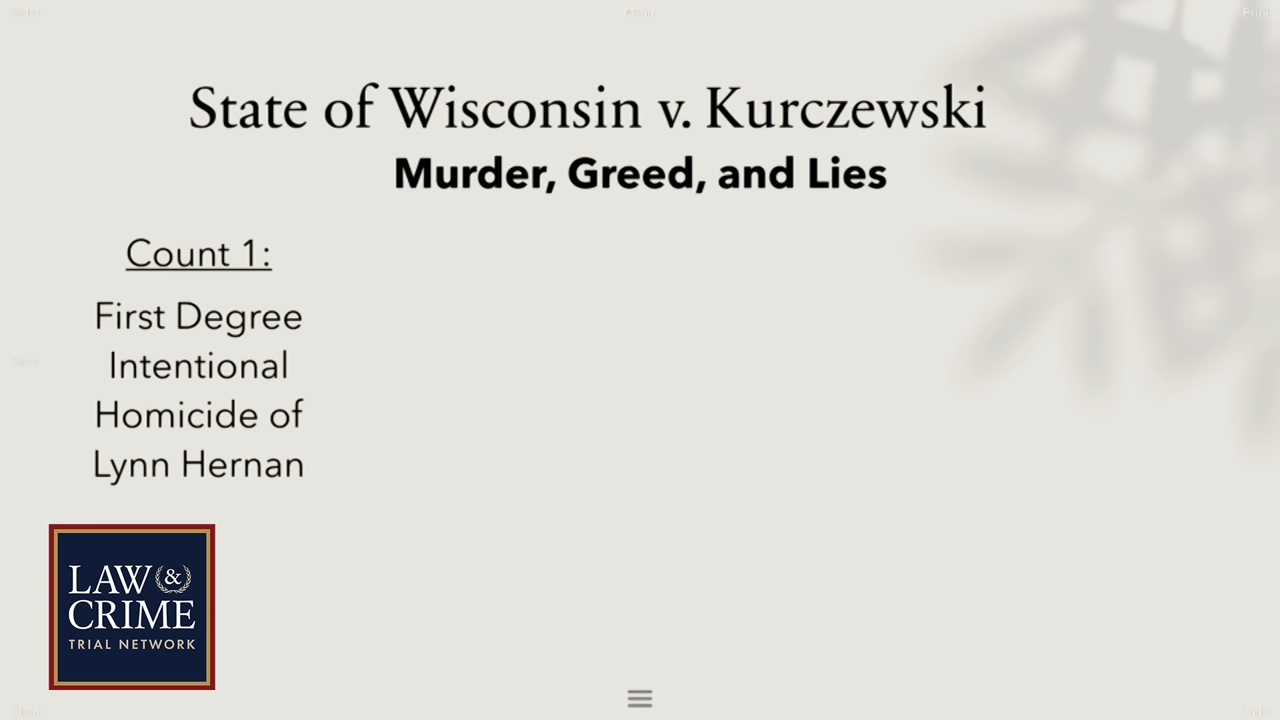 State of Wisconsin v. Kurczewski
Murder, Greed, and Lies
Count 1:
First Degree
Intentional
Homicide of
Lynn Hernan
LAW &
CRIME
TRIAL NETWORK